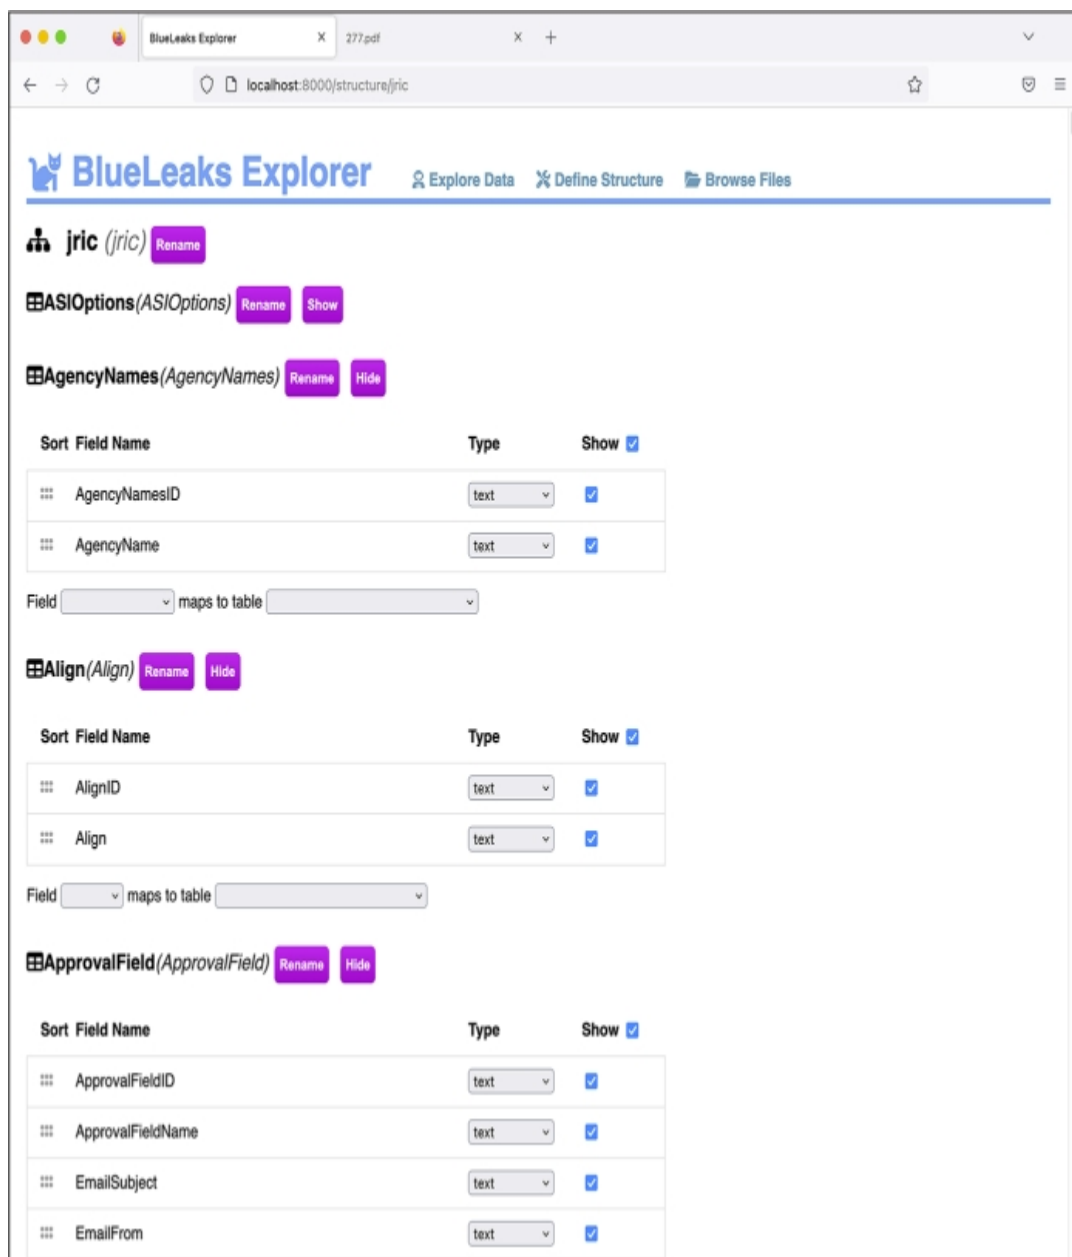 BlueLeaks Explorer X 277.pdf X +
localhost:8000/structure/jric
BlueLeaks Explorer Explore Data Define Structure Browse Files
jric (jric) Rename
ASIOptions(ASIOptions) Rename Show
AgencyNames(AgencyNames) Rename Hide
Sort Field Name Type Show
AgencyNamesID text
AgencyName text
Field maps to table
Align(Align) Rename Hide
Sort Field Name Type Show
AlignID text
Align text
Field maps to table
ApprovalField(ApprovalField) Rename Hide
Sort Field Name Type Show
ApprovalFieldID text
ApprovalFieldName text
EmailSubject text
EmailFrom text